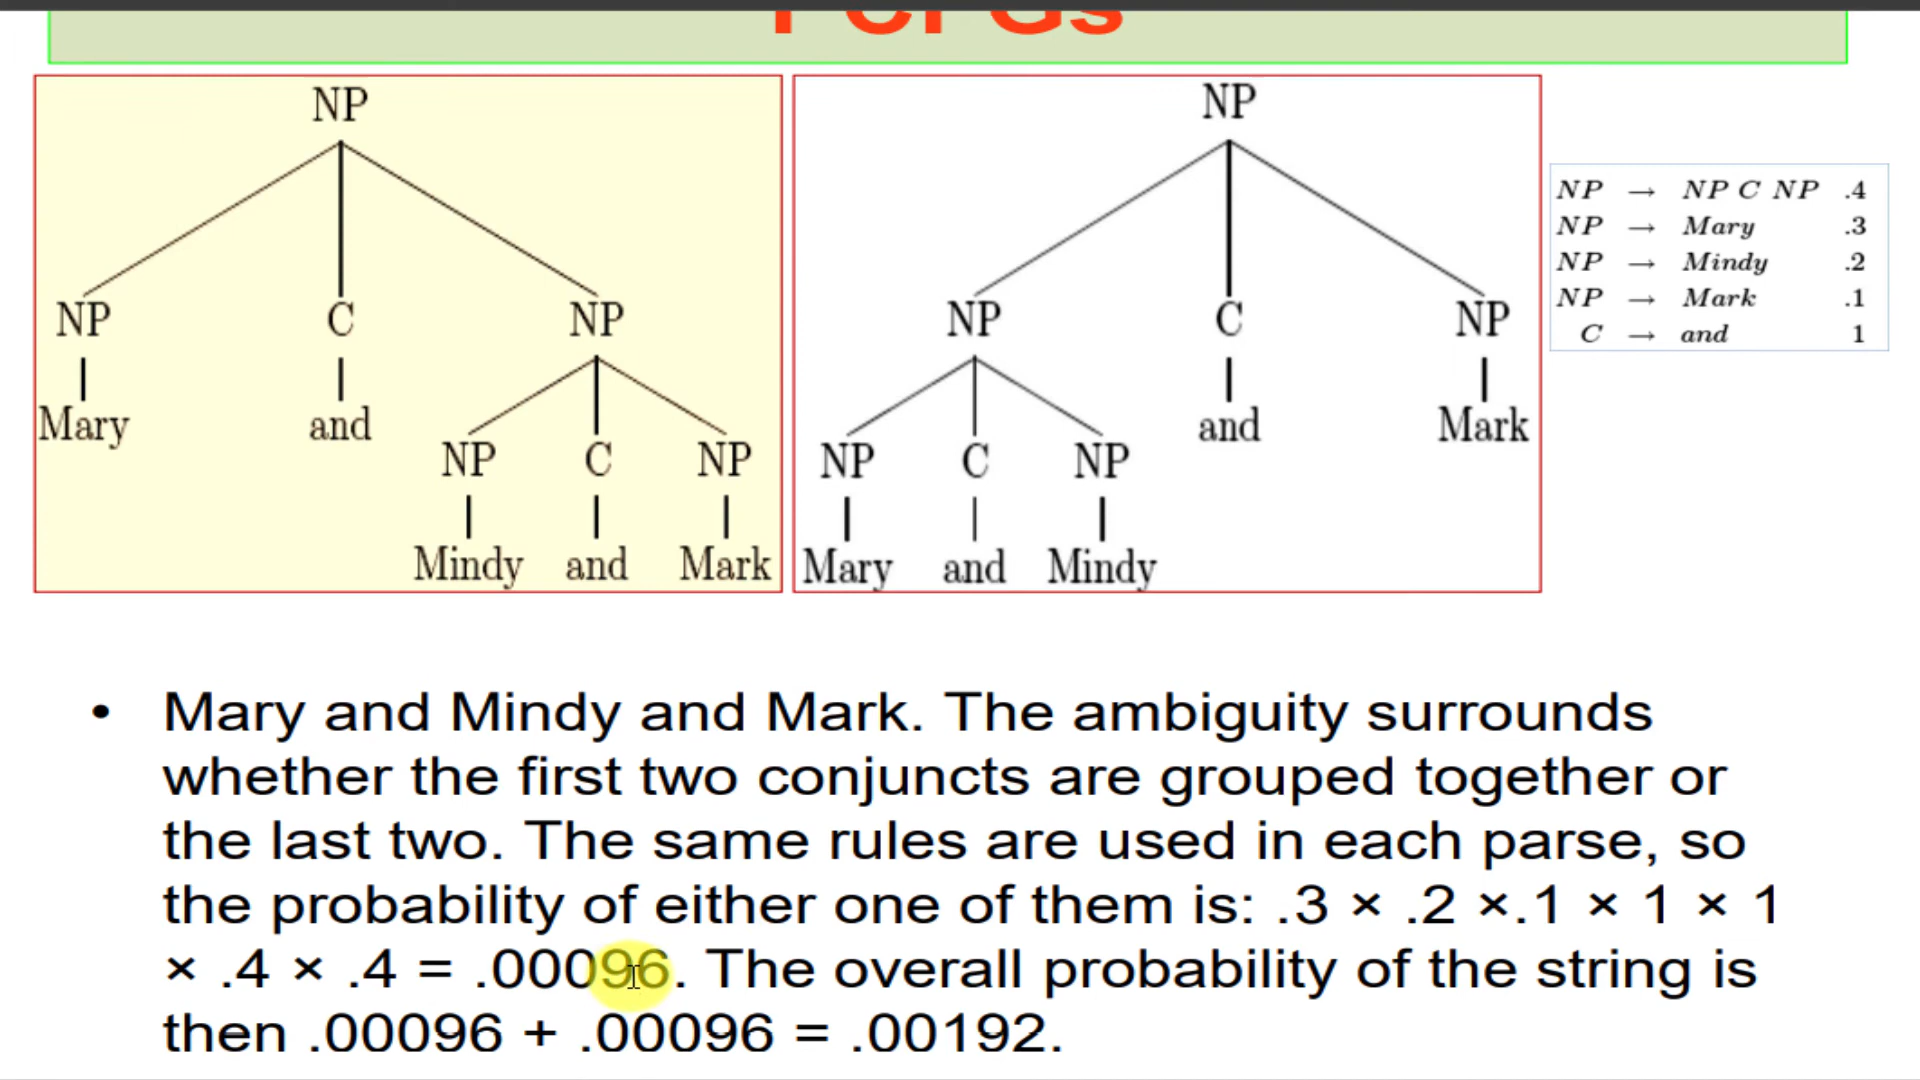 PCFGs
NP
NP C NP
Mary and NP C NP
Mindy and Mark
NP
NP C NP
NP C NP and Mark
Mary and Mindy
NP → NP C NP .4
NP → Mary .3
NP → Mindy .2
NP → Mark .1
C → and 1
• Mary and Mindy and Mark. The ambiguity surrounds
whether the first two conjuncts are grouped together or
the last two. The same rules are used in each parse, so
the probability of either one of them is: .3 × .2 ×.1 × 1 × 1
× .4 × .4 = .00096. The overall probability of the string is
then .00096 + .00096 = .00192.